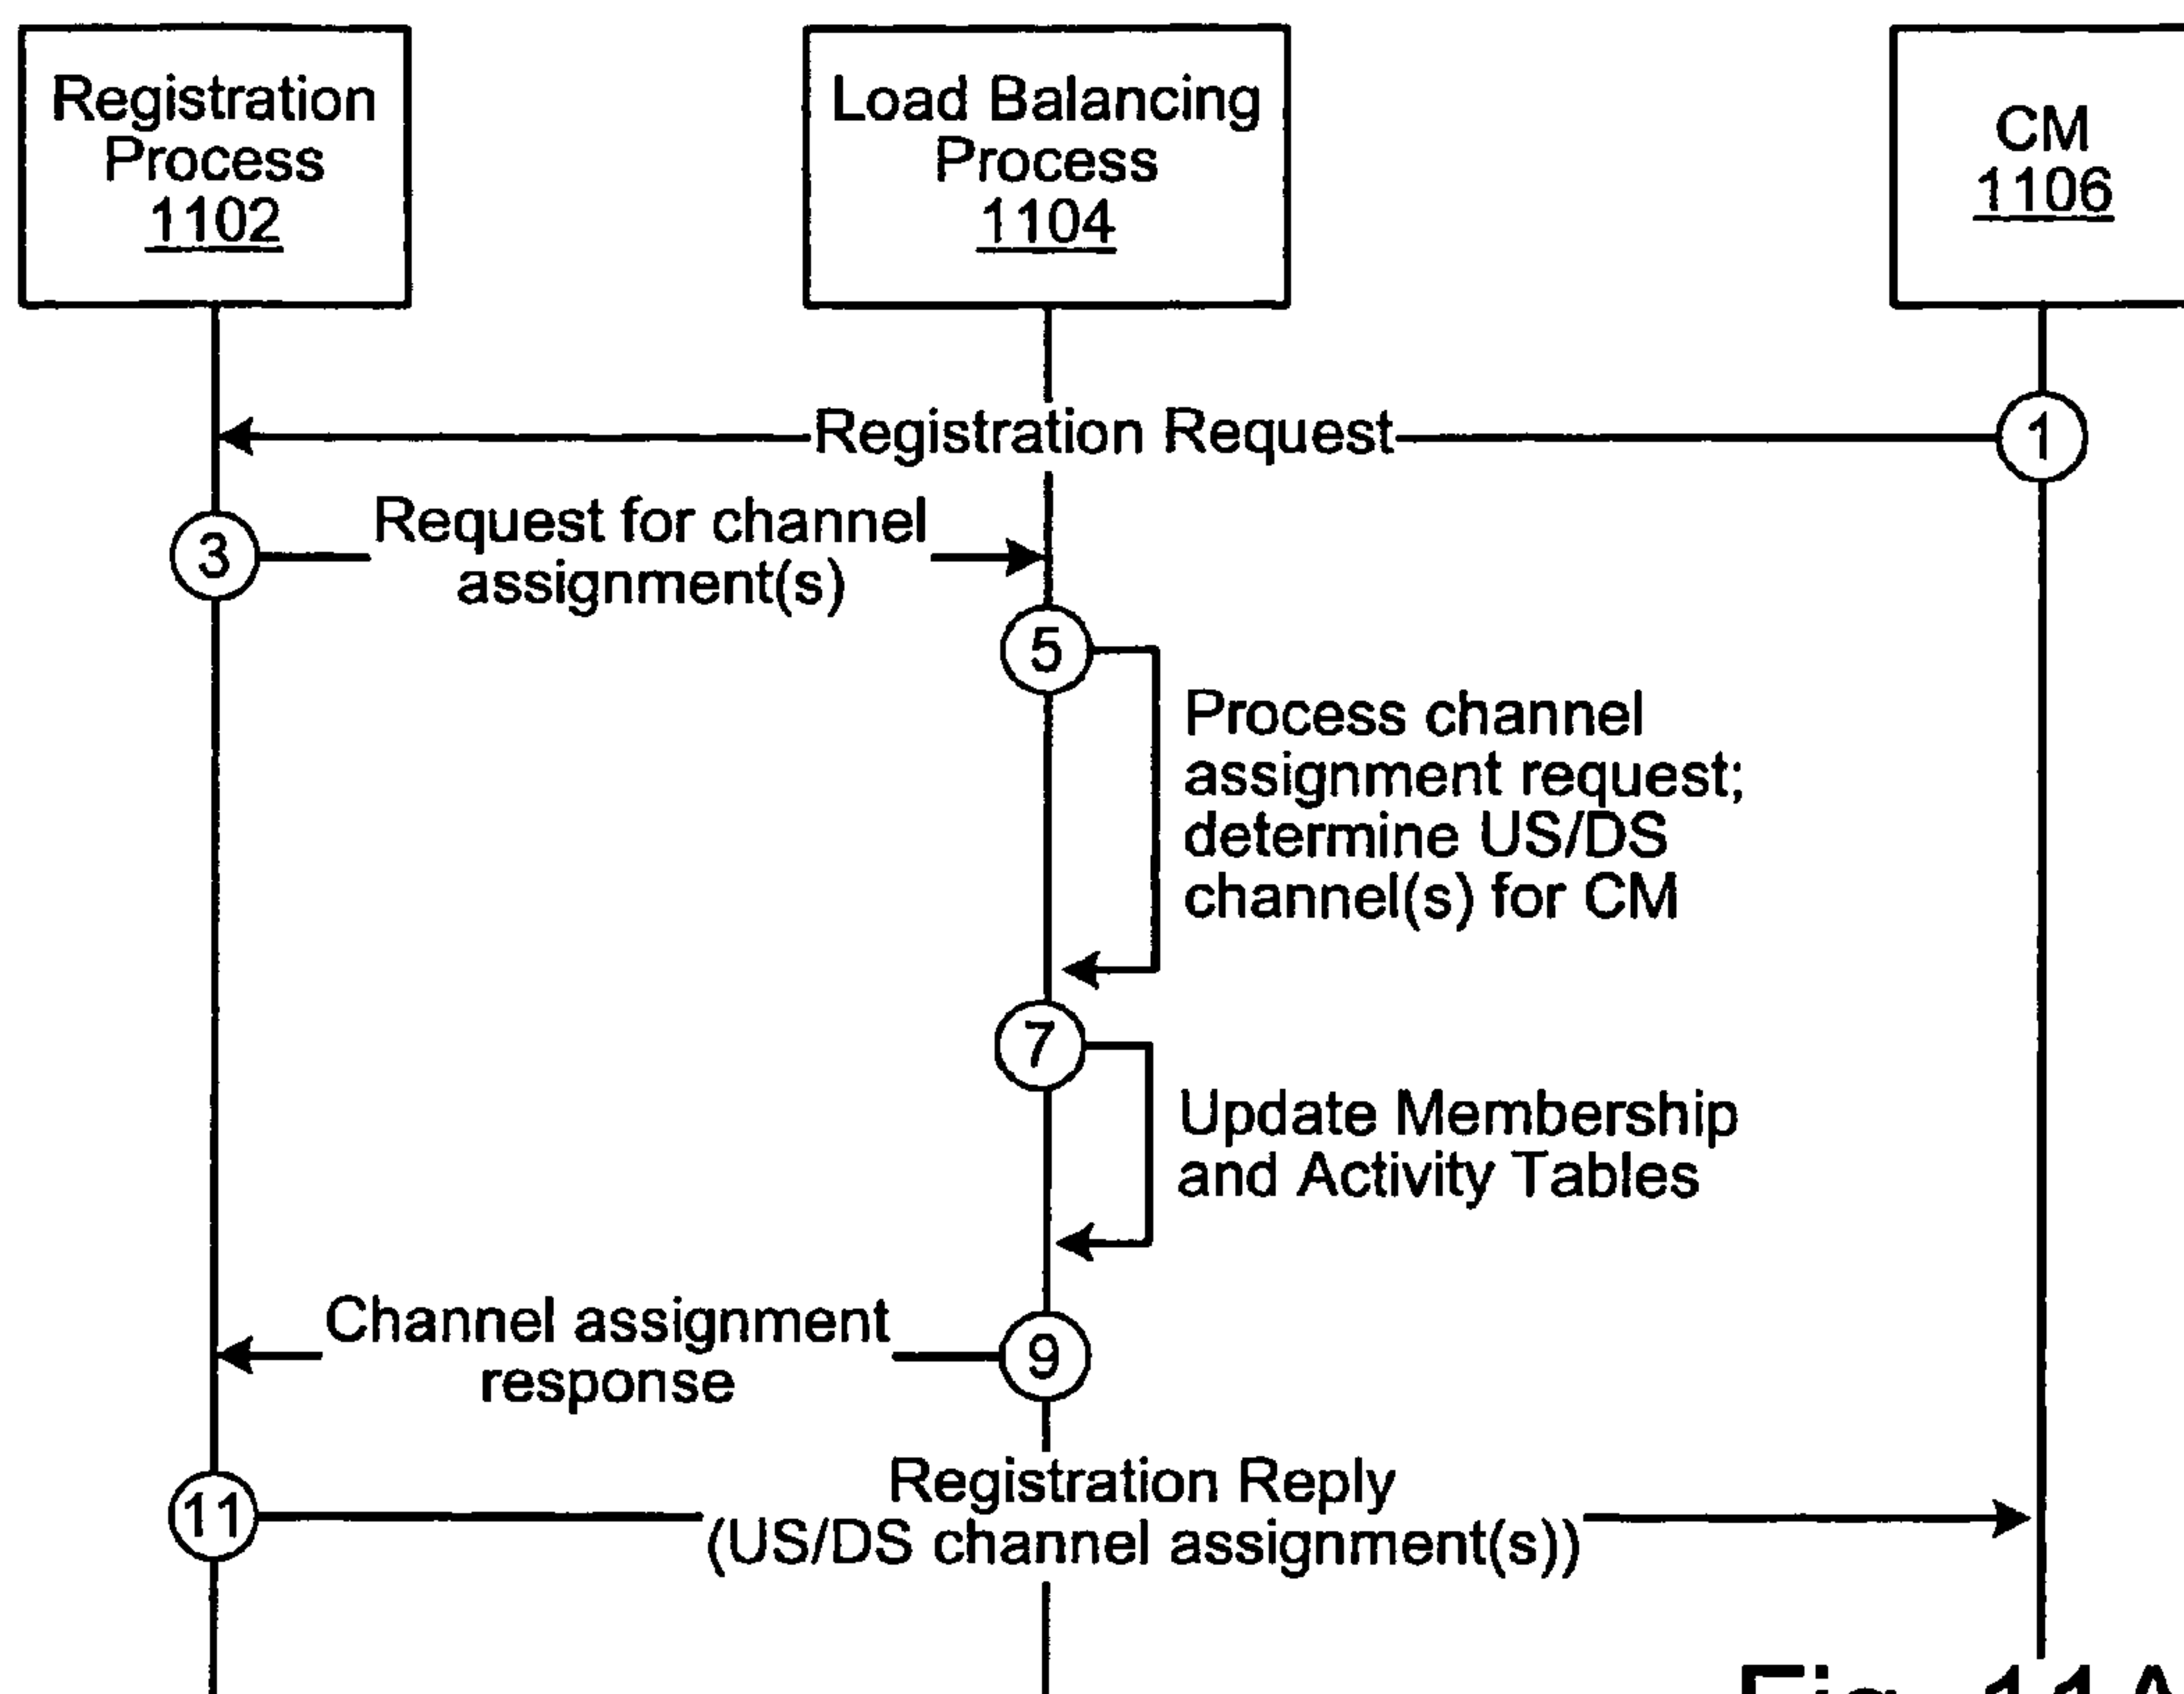 Registration
Process
1102
Load Balancing
Process
1104
CM
1106
Registration Request
1
3
Request for channel
assignment(s)
5
Process channel
assignment request;
determine US/DS
channel(s) for CM
7
Update Membership
and Activity Tables
Channel assignment
response
9
11
Registration Reply
(US/DS channel assignment(s))
Fig. 11A